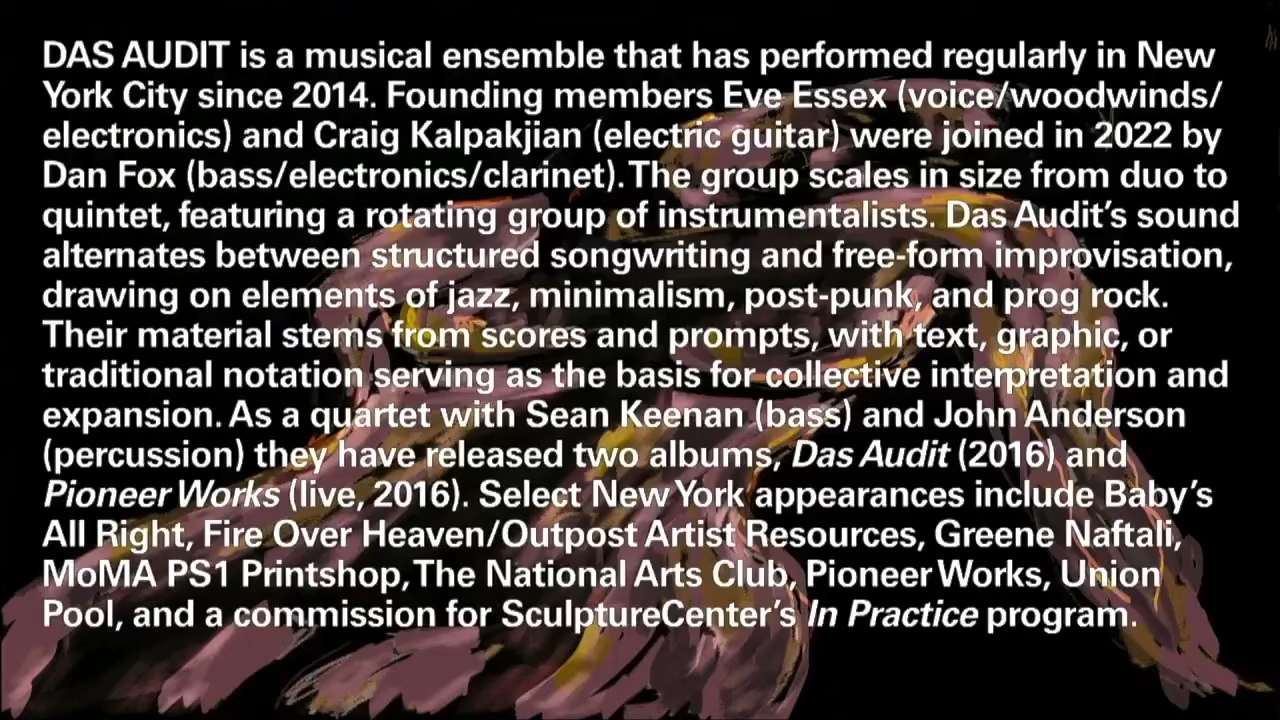 DAS AUDIT is a musical ensemble that has performed regularly in New
York City since 2014. Founding members Eve Essex (voice/woodwinds/
electronics) and Craig Kalpakjian (electric guitar) were joined in 2022 by
Dan Fox (bass/electronics/clarinet). The group scales in size from duo to
quintet, featuring a rotating group of instrumentalists. Das Audit’s sound
alternates between structured songwriting and free-form improvisation,
drawing on elements of jazz, minimalism, post-punk, and prog rock.
Their material stems from scores and prompts, with text, graphic, or
traditional notation serving as the basis for collective interpretation and
expansion. As a quartet with Sean Keenan (bass) and John Anderson
(percussion) they have released two albums, Das Audit (2016) and
Pioneer Works (live, 2016). Select New York appearances include Baby’s
All Right, Fire Over Heaven/Outpost Artist Resources, Greene Naftali,
MoMA PS1 Printshop, The National Arts Club, Pioneer Works, Union
Pool, and a commission for SculptureCenter’s In Practice program.